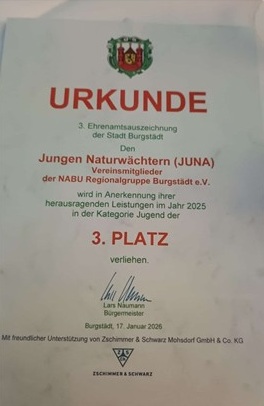 URKUNDE
3. Ehrenamtsauszeichnung
der Stadt Burgstädt
Den
Jungen Naturwächtern (JUNA)
Vereinsmitglieder
der NABU Regionalgruppe Burgstädt e.V.
wird in Anerkennung ihrer
herausragenden Leistungen im Jahr 2025
in der Kategorie Jugend der
3. PLATZ
verliehen.
Lars Naumann
Bürgermeister
Burgstädt, 17. Januar 2026
Mit freundlicher Unterstützung von Zschimmer & Schwarz Mohsdorf GmbH & Co. KG
ZSCHIMMER & SCHWARZ